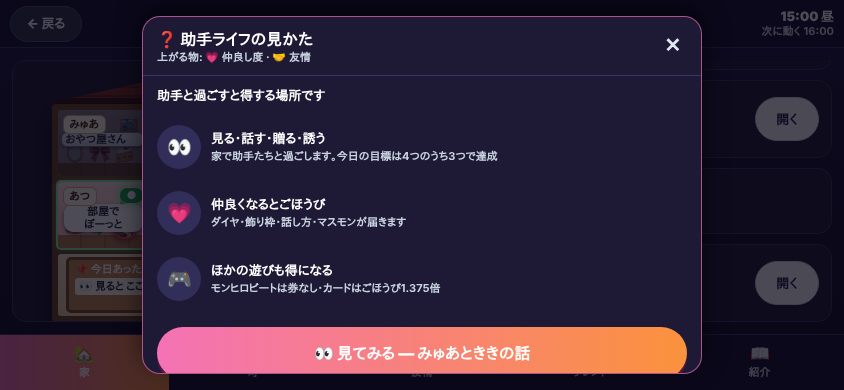 ← 戻る
15:00 昼
次に動く 16:00
❓ 助手ライフの見かた
上がる物: 💗 仲良し度 · 🤝 友情
✕
助手と過ごすと得する場所です
👀 見る・話す・贈る・誘う
家で助手たちと過ごします。今日の目標は4つのうち3つで達成
💗 仲良くなるとごほうび
ダイヤ・飾り枠・話し方・マスモンが届きます
🎮 ほかの遊びも得になる
モンヒロビートは券なし・カードはごほうび1.375倍
👀 見てみる — みゅあとききの話
みゅあ
おやつ屋さん
あつ
部屋で
ぼーっと
📌 今日あった
👀 見ると ここ
開く
開く
家
友情
紹介